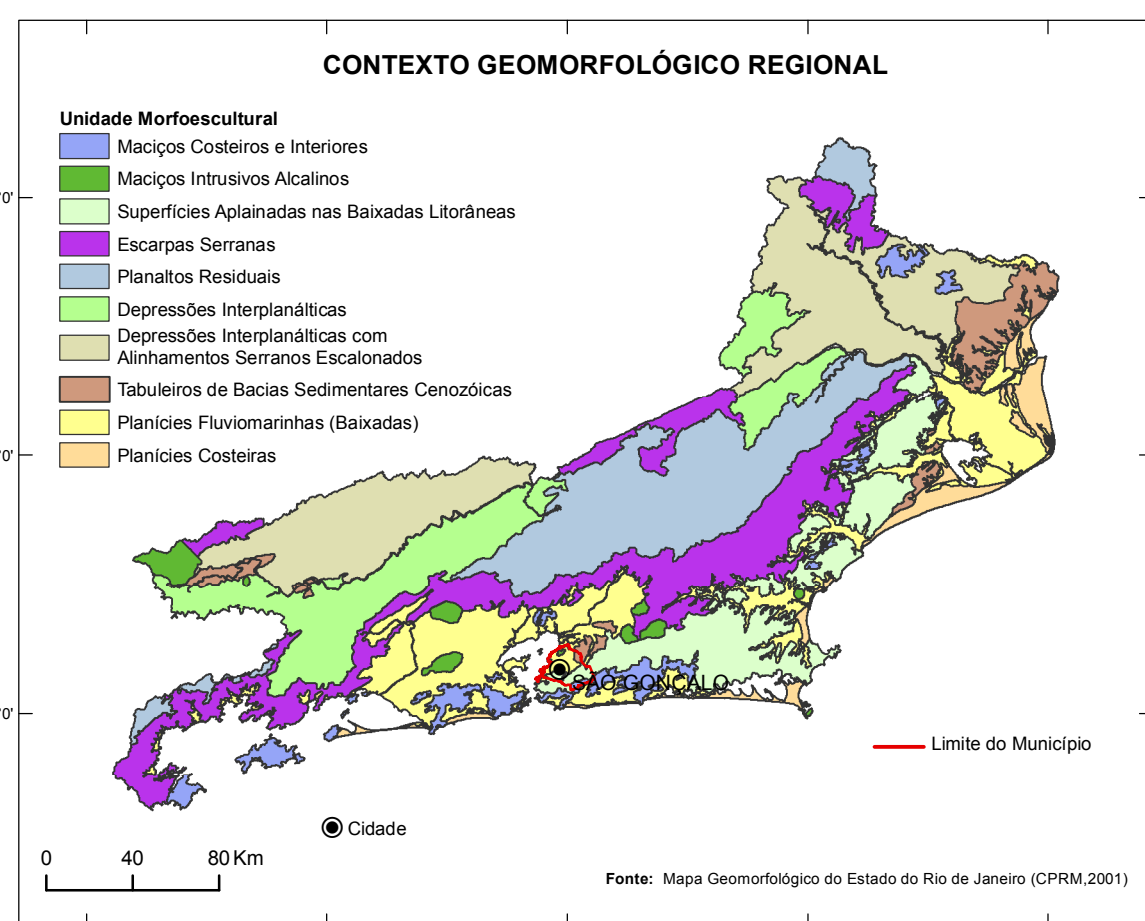 CONTEXTO GEOMORFOLÓGICO REGIONAL
Unidade Morfoescultural
Maciços Costeiros e Interiores
Maciços Intrusivos Alcalinos
Superfícies Aplainadas nas Baixadas Litorâneas
Escarpas Serranas
Planaltos Residuais
Depressões Interplanálticas
Depressões Interplanálticas com
Alinhamentos Serranos Escalonados
Tabuleiros de Bacias Sedimentares Cenozóicas
Planícies Fluviomarinhas (Baixadas)
Planícies Costeiras
0'
0'
0'
SÃO GONÇALO
Limite do Município
Cidade
0 40 80 Km
Fonte: Mapa Geomorfológico do Estado do Rio de Janeiro (CPRM,2001)